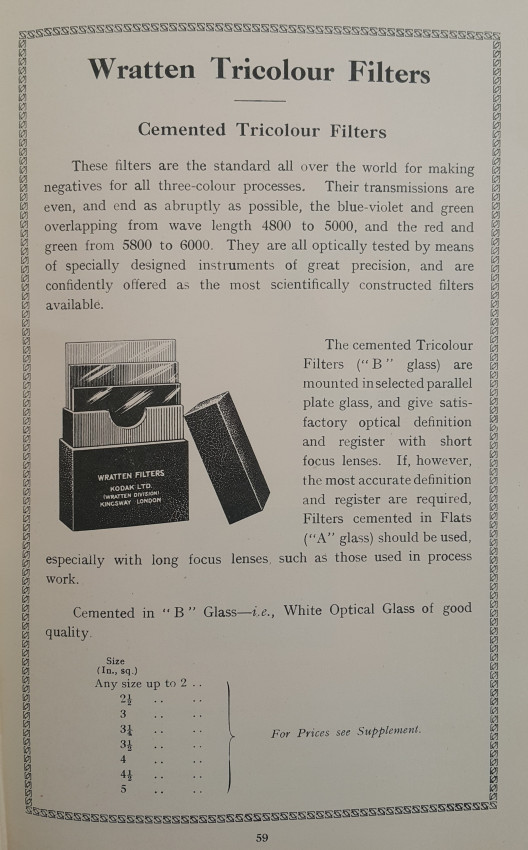 Wratten Tricolour Filters
Cemented Tricolour Filters
These filters are the standard all over the world for making
negatives for all three-colour processes. Their transmissions are
even, and end as abruptly as possible, the blue-violet and green
overlapping from wave length 4800 to 5000, and the red and
green from 5800 to 6000. They are all optically tested by means
of specially designed instruments of great precision, and are
confidently offered as the most scientifically constructed filters
available.
WRATTEN FILTERS
KODAK LTD.
(WRATTEN DIVISION)
KINGSWAY LONDON
The cemented Tricolour
Filters ("B" glass) are
mounted in selected parallel
plate glass, and give satis-
factory optical definition
and register with short
focus lenses. If, however,
the most accurate definition
and register are required,
Filters cemented in Flats
("A" glass) should be used,
especially with long focus lenses such as those used in process
work.
Cemented in "B" Glass—i.e., White Optical Glass of good
quality.
Size
(In., sq.)
Any size up to 2 ..
2½ .. ..
3 .. ..
3¼ .. ..
3½ .. ..
4 .. ..
4½ .. ..
5 .. ..
For Prices see Supplement.
59